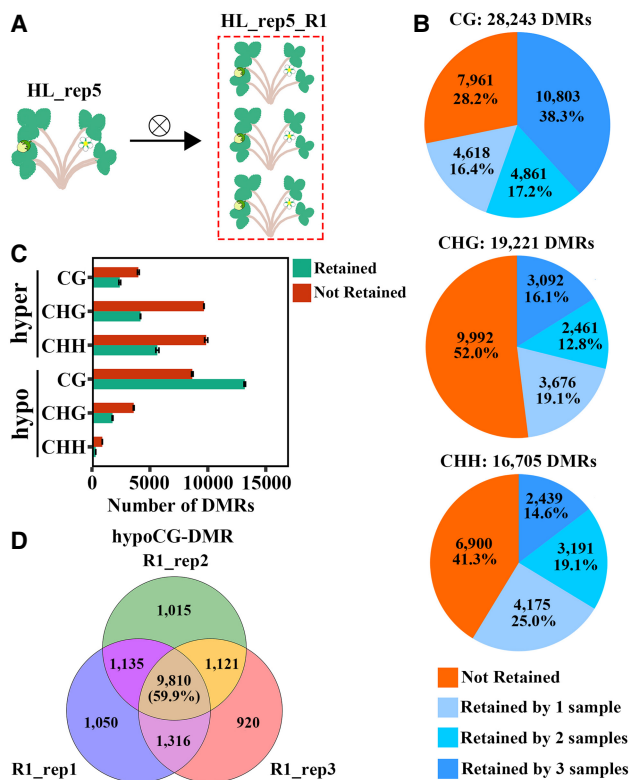 A
HL_rep5
HL_rep5_R1
B
CG: 28,243 DMRs
7,961
28.2%
10,803
38.3%
4,618
16.4%
4,861
17.2%
CHG: 19,221 DMRs
3,092
16.1%
9,992
52.0%
2,461
12.8%
3,676
19.1%
CHH: 16,705 DMRs
2,439
14.6%
6,900
41.3%
3,191
19.1%
4,175
25.0%
Not Retained
Retained by 1 sample
Retained by 2 samples
Retained by 3 samples
C
Retained
Not Retained
hyper
CG
CHG
CHH
hypo
CG
CHG
CHH
0 5000 10000 15000
Number of DMRs
D
hypoCG-DMR
R1_rep2
1,015
1,135
1,121
9,810
(59.9%)
1,050
920
1,316
R1_rep1
R1_rep3